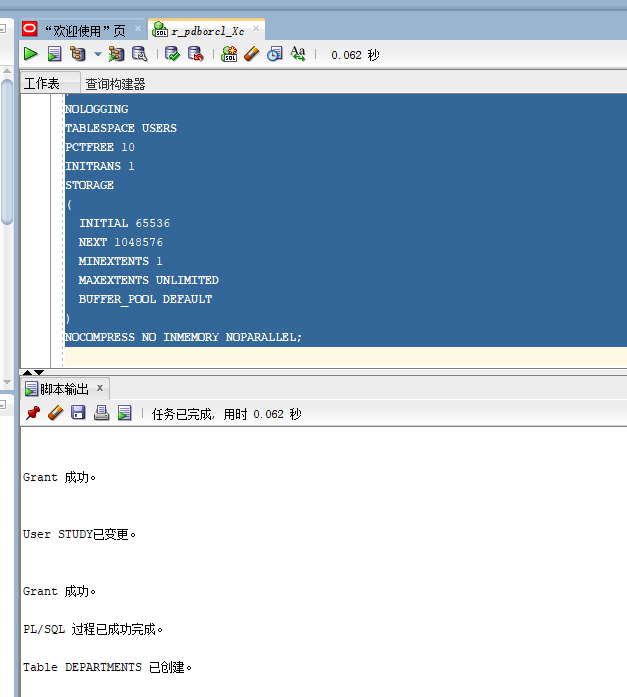 “欢迎使用”页
r_pdborcl_Xc
0.062 秒
工作表
查询构建器
NOLOGGING
TABLESPACE USERS
PCTFREE 10
INITRANS 1
STORAGE
(
INITIAL 65536
NEXT 1048576
MINEXTENTS 1
MAXEXTENTS UNLIMITED
BUFFER_POOL DEFAULT
)
NOCOMPRESS NO INMEMORY NOPARALLEL;
脚本输出
任务已完成, 用时 0.062 秒
Grant 成功。
User STUDY已变更。
Grant 成功。
PL/SQL 过程已成功完成。
Table DEPARTMENTS 已创建。